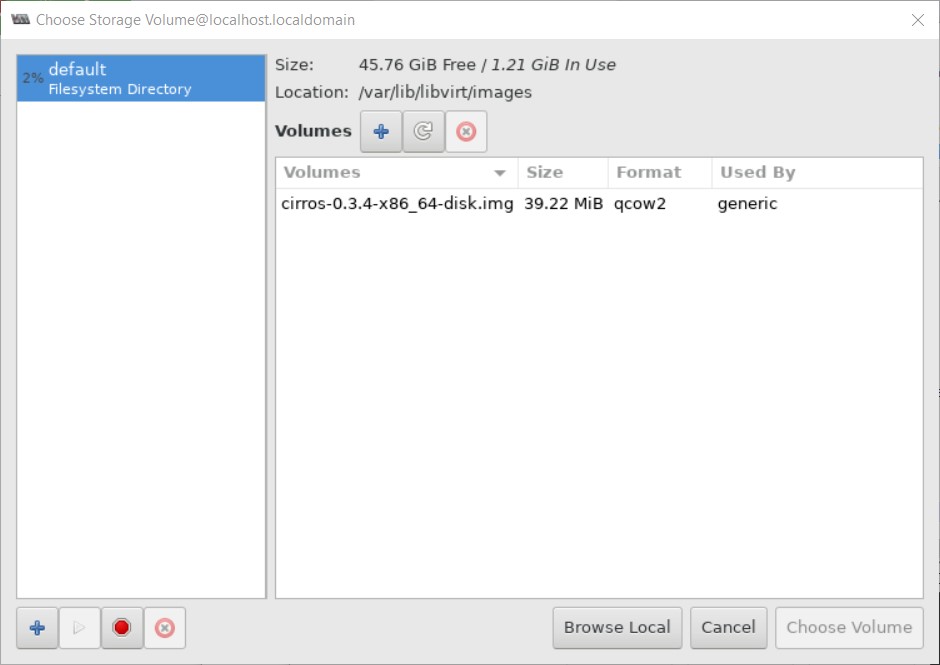 Choose Storage Volume@localhost.localdomain
2%
default
Filesystem Directory
Size: 45.76 GiB Free / 1.21 GiB In Use
Location: /var/lib/libvirt/images
Volumes
Volumes Size Format Used By
cirros-0.3.4-x86_64-disk.img 39.22 MiB qcow2 generic
Browse Local Cancel Choose Volume